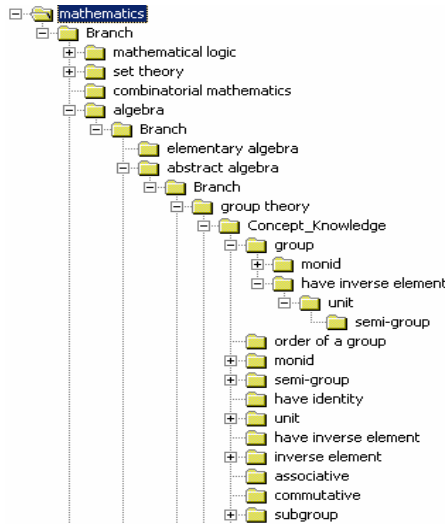 mathematics
Branch
mathematical logic
set theory
combinatorial mathematics
algebra
Branch
elementary algebra
abstract algebra
Branch
group theory
Concept_Knowledge
group
monid
have inverse element
unit
semi-group
order of a group
monid
semi-group
have identity
unit
have inverse element
inverse element
associative
commutative
subgroup